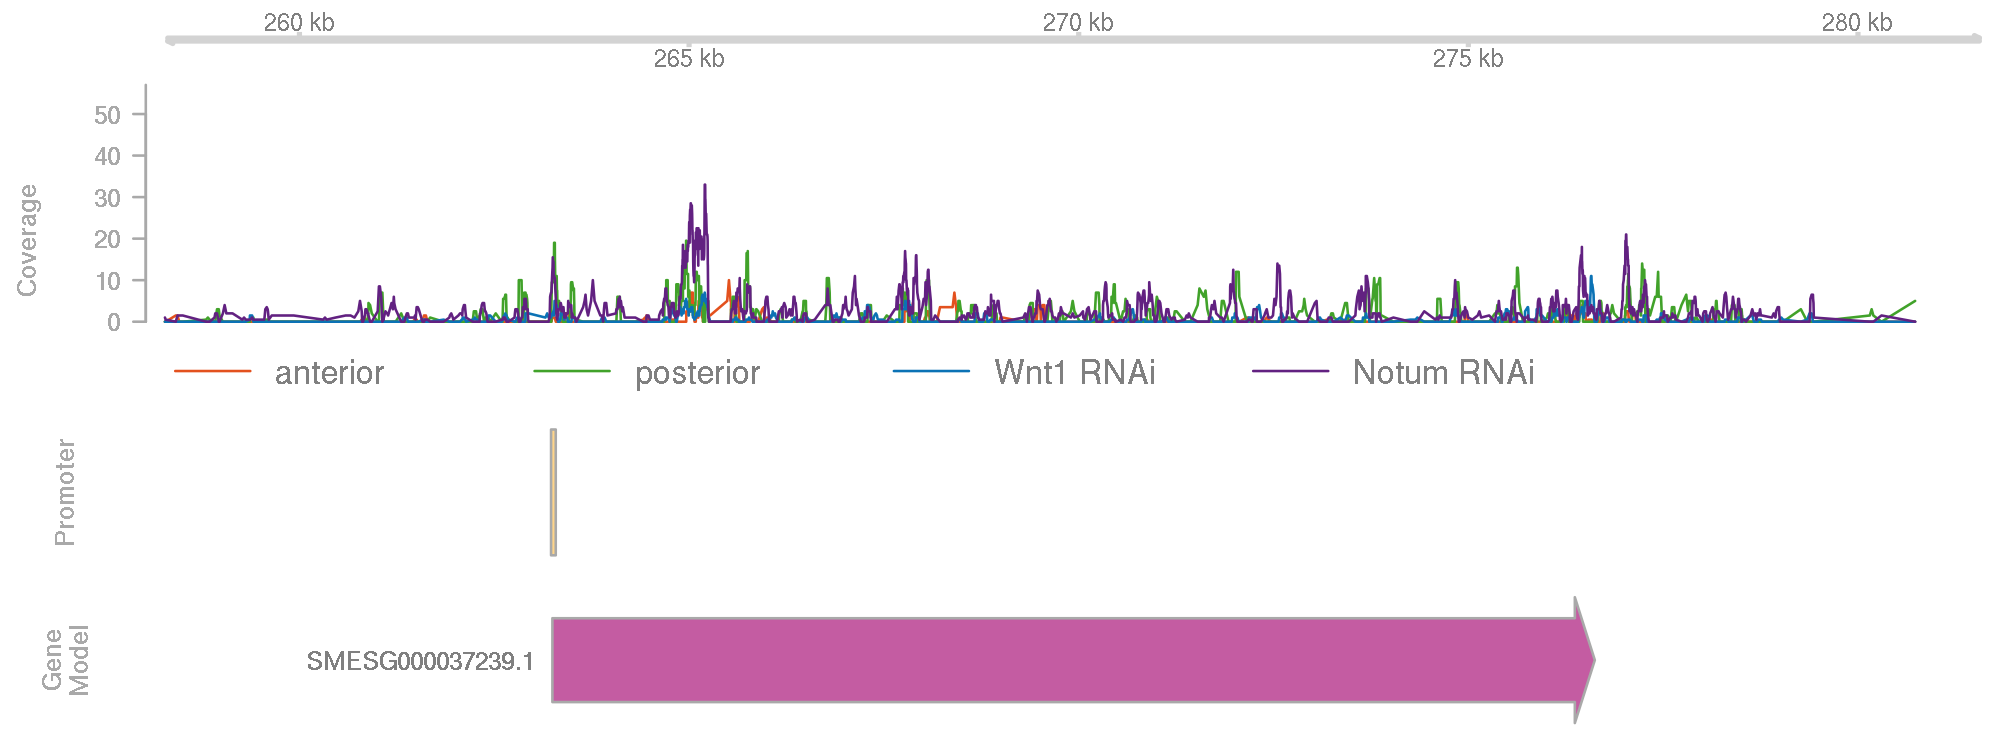 260 kb 270 kb 280 kb
265 kb 275 kb
Coverage
50
40
30
20
10
0
anterior posterior Wnt1 RNAi Notum RNAi
Promoter
Gene
Model
SMESG000037239.1